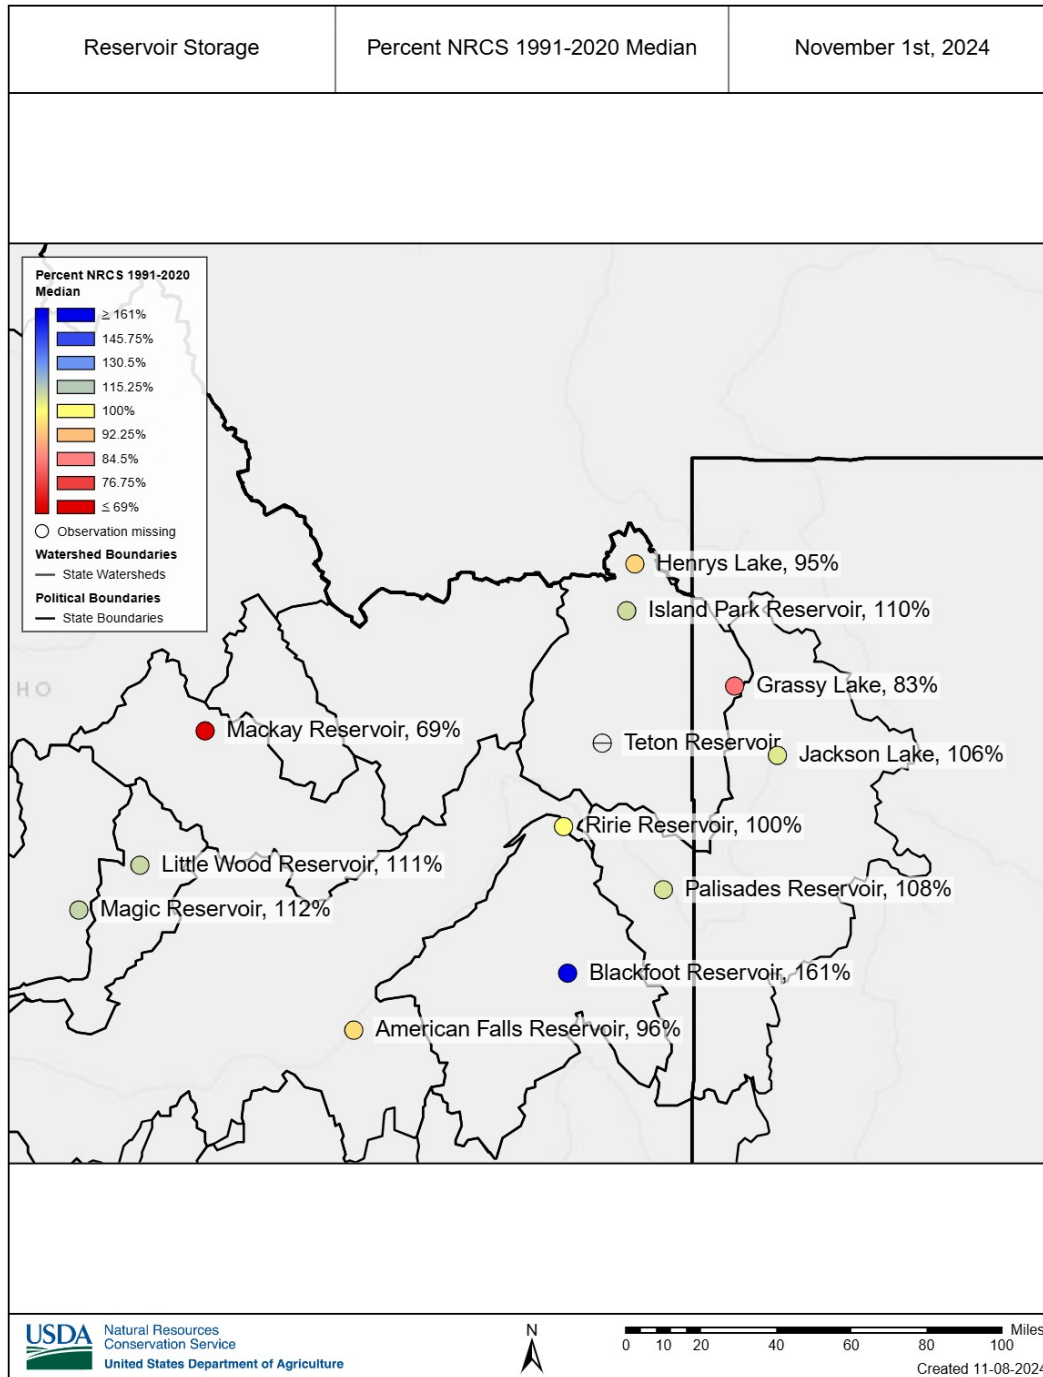 Reservoir Storage
Percent NRCS 1991-2020 Median
November 1st, 2024
Percent NRCS 1991-2020
Median
≥ 161%
145.75%
130.5%
115.25%
100%
92.25%
84.5%
76.75%
≤ 69%
Observation missing
Watershed Boundaries
State Watersheds
Political Boundaries
State Boundaries
Henrys Lake, 95%
Island Park Reservoir, 110%
HO
Grassy Lake, 83%
Mackay Reservoir, 69%
Teton Reservoir
Jackson Lake, 106%
Ririe Reservoir, 100%
Little Wood Reservoir, 111%
Palisades Reservoir, 108%
Magic Reservoir, 112%
Blackfoot Reservoir, 161%
American Falls Reservoir, 96%
USDA
Natural Resources
Conservation Service
United States Department of Agriculture
N
Miles
0 10 20 40 60 80 100
Created 11-08-2024